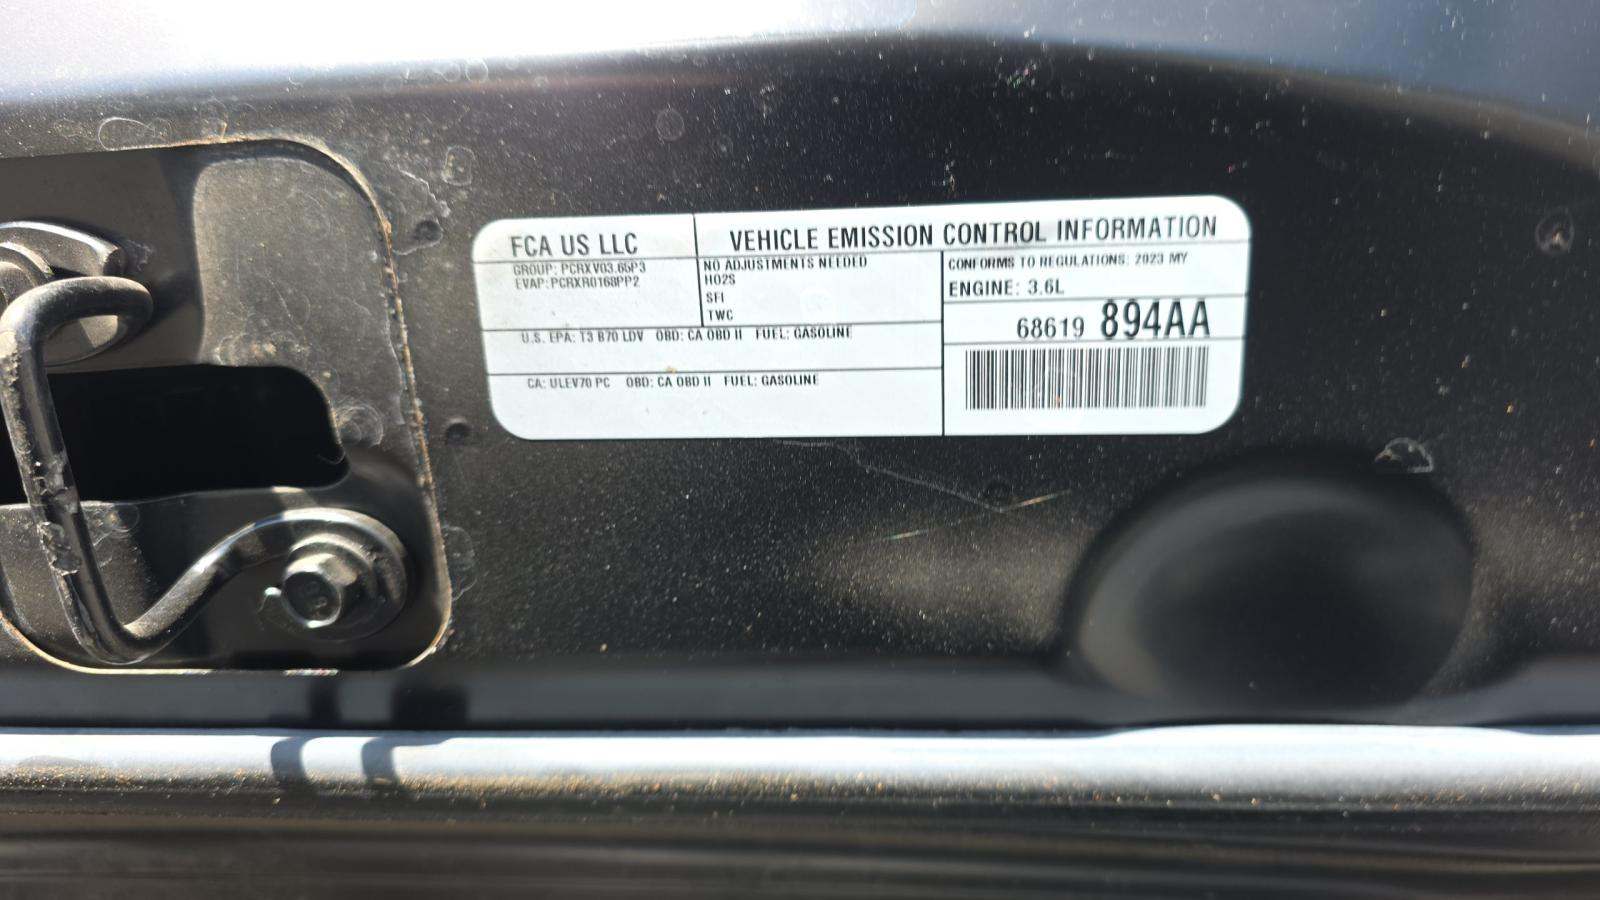 FCA US LLC
VEHICLE EMISSION CONTROL INFORMATION
GROUP: PCRXV03.65P3
EVAP: PCRXR0168PP2
NO ADJUSTMENTS NEEDED
HO2S
SFI
TWC
CONFORMS TO REGULATIONS: 2023 MY
ENGINE: 3.6L
68619 894AA
U.S. EPA: T3 B70 LDV OBD: CA OBD II FUEL: GASOLINE
CA: ULEV70 PC OBD: CA OBD II FUEL: GASOLINE